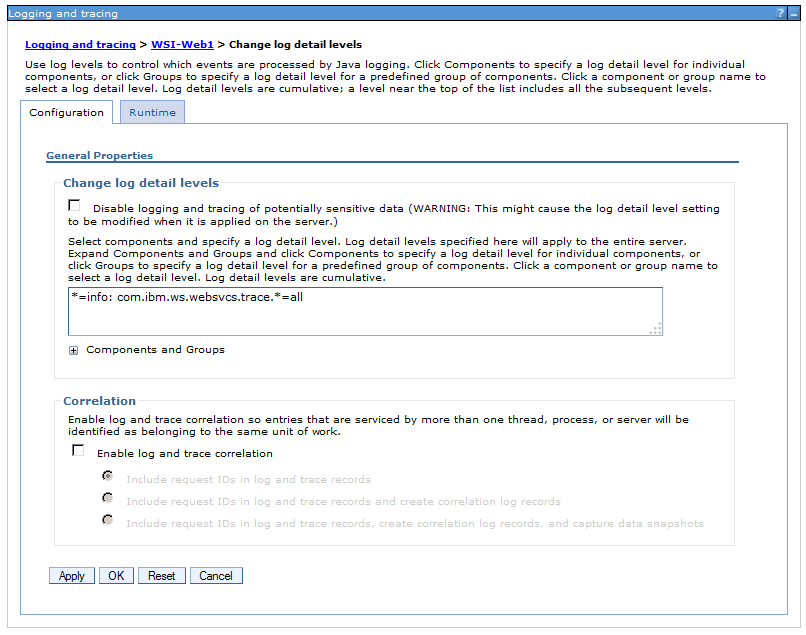 Logging and tracing
? _
Logging and tracing > WSI-Web1 > Change log detail levels
Use log levels to control which events are processed by Java logging. Click Components to specify a log detail level for individual
components, or click Groups to specify a log detail level for a predefined group of components. Click a component or group name to
select a log detail level. Log detail levels are cumulative; a level near the top of the list includes all the subsequent levels.
Configuration Runtime
General Properties
Change log detail levels
Disable logging and tracing of potentially sensitive data (WARNING: This might cause the log detail level setting
to be modified when it is applied on the server.)
Select components and specify a log detail level. Log detail levels specified here will apply to the entire server.
Expand Components and Groups and click Components to specify a log detail level for individual components, or
click Groups to specify a log detail level for a predefined group of components. Click a component or group name to
select a log detail level. Log detail levels are cumulative.
*=info: com.ibm.ws.websvcs.trace.*=all
+ Components and Groups
Correlation
Enable log and trace correlation so entries that are serviced by more than one thread, process, or server will be
identified as belonging to the same unit of work.
Enable log and trace correlation
Include request IDs in log and trace records
Include request IDs in log and trace records and create correlation log records
Include request IDs in log and trace records, create correlation log records, and capture data snapshots
Apply OK Reset Cancel